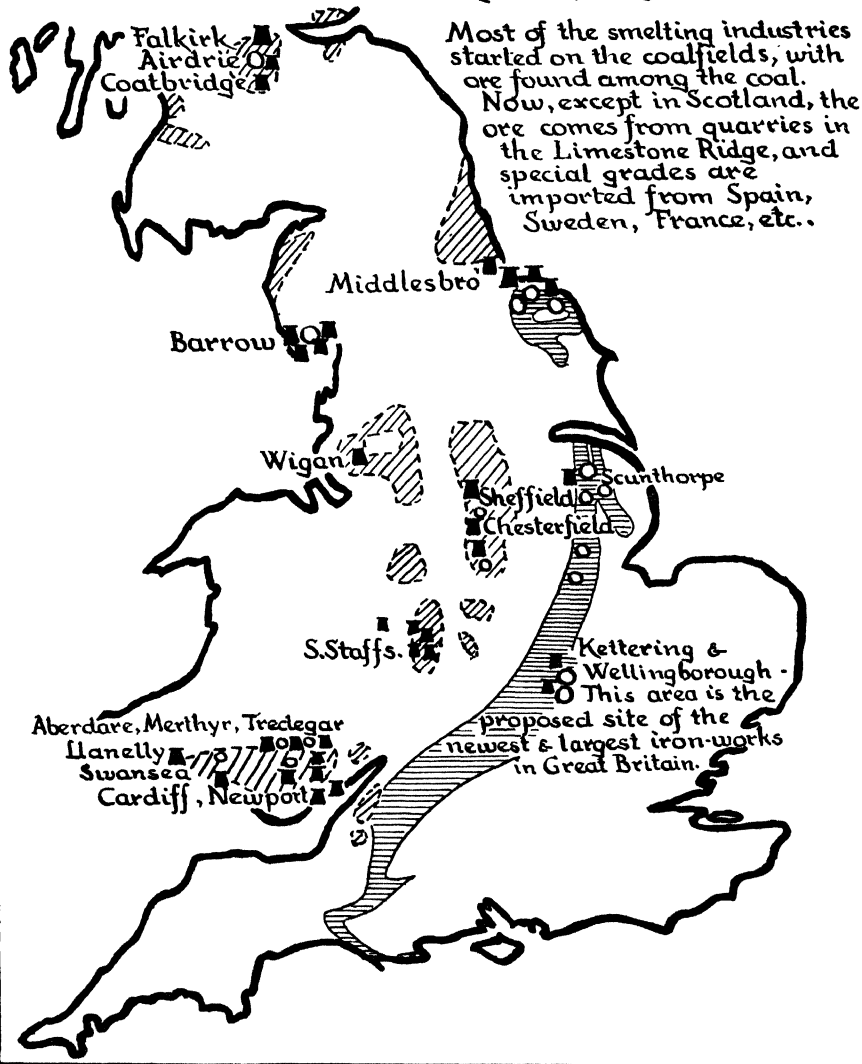 Most of the smelting industries
started on the coalfields, with
ore found among the coal.
Now, except in Scotland, the
ore comes from quarries in
the Limestone Ridge, and
special grades are
imported from Spain,
Sweden, France, etc..
Falkirk
Airdrie
Coatbridge
Middlesbro'
Barrow
Wigan
Scunthorpe
Sheffield
Chesterfield
S. Staffs.
Kettering &
Wellingborough -
This area is the
proposed site of the
newest & largest iron-works
in Great Britain.
Aberdare, Merthyr, Tredegar
Llanelly
Swansea
Cardiff, Newport